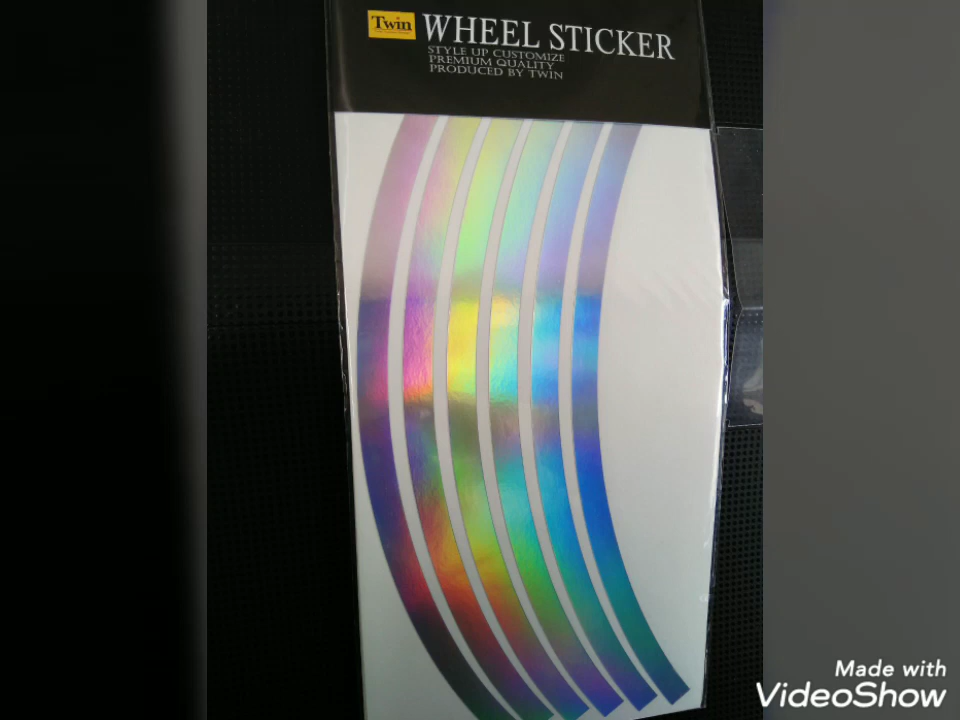 Twin
WHEEL STICKER
STYLE UP CUSTOMIZE
PREMIUM QUALITY
PRODUCED BY TWIN
Made with
VideoShow